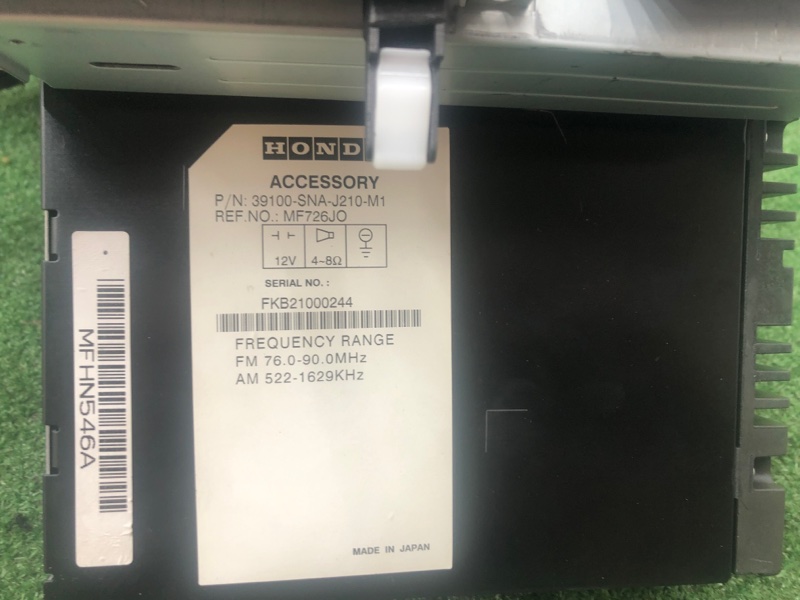 HOND
ACCESSORY
P/N: 39100-SNA-J210-M1
REF.NO.: MF726JO
12V 4~8Ω
SERIAL NO.:
FKB21000244
FREQUENCY RANGE
FM 76.0-90.0MHz
AM 522-1629KHz
MADE IN JAPAN
MFHN546A